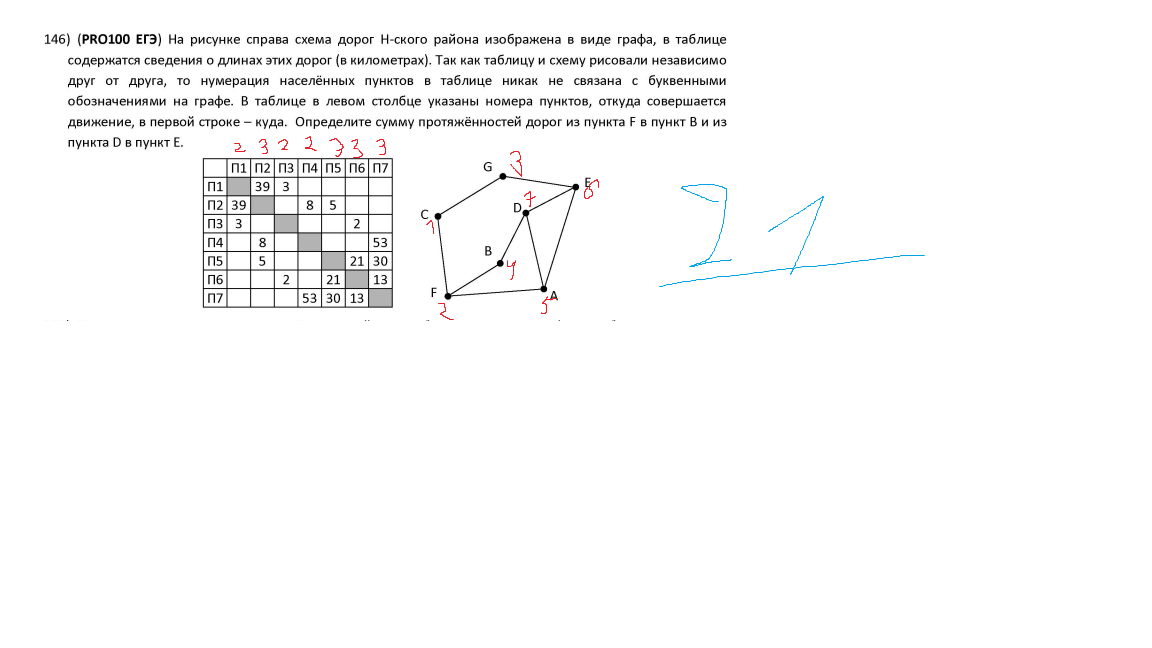 146) (PRO100 ЕГЭ) На рисунке справа схема дорог Н-ского района изображена в виде графа, в таблице
содержатся сведения о длинах этих дорог (в километрах). Так как таблицу и схему рисовали независимо
друг от друга, то нумерация населённых пунктов в таблице никак не связана с буквенными
обозначениями на графе. В таблице в левом столбце указаны номера пунктов, откуда совершается
движение, в первой строке – куда. Определите сумму протяжённостей дорог из пункта F в пункт B и из
пункта D в пункт E.
2 3 2 2 3 3 3
П1 П2 П3 П4 П5 П6 П7
П1 39 3
П2 39 8 5
П3 3 2
П4 8 53
П5 5 21 30
П6 2 21 13
П7 53 30 13
G 3
E 6
D 7
C 1
B 4
F 2
A 5
21